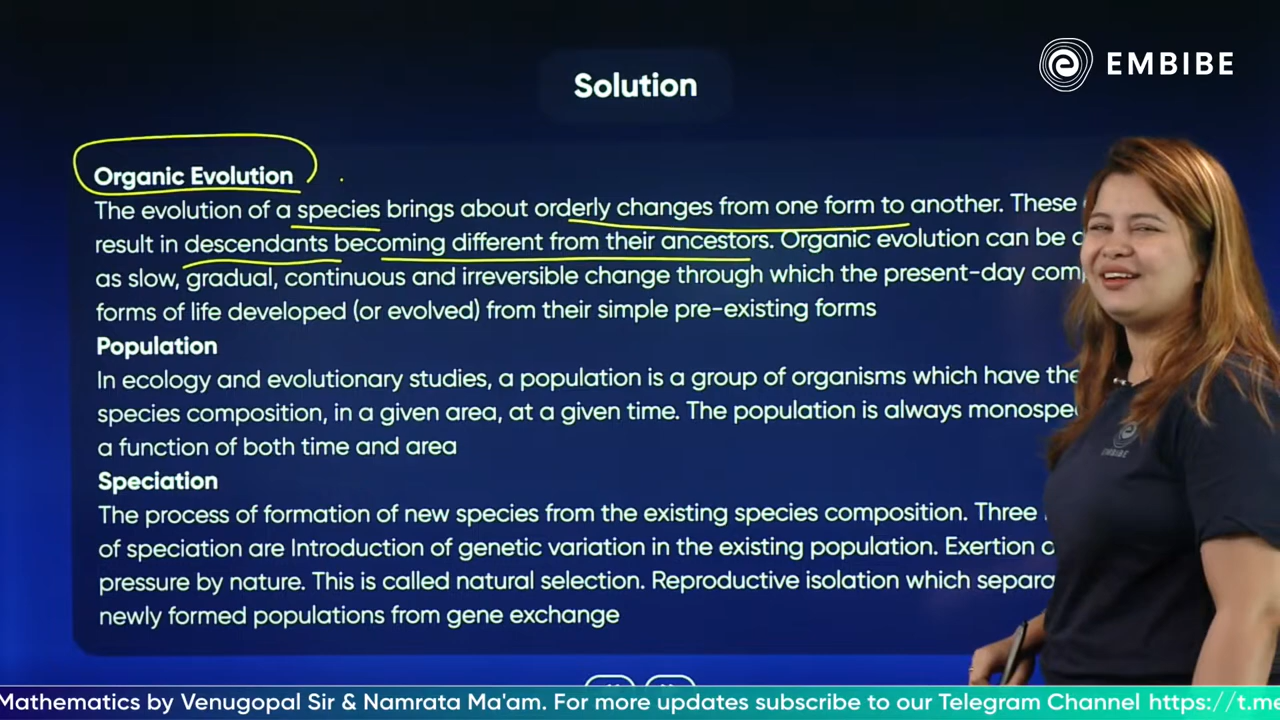 EMBIBE
Solution
Organic Evolution
The evolution of a species brings about orderly changes from one form to another. These
result in descendants becoming different from their ancestors. Organic evolution can be
as slow, gradual, continuous and irreversible change through which the present-day
forms of life developed (or evolved) from their simple pre-existing forms
Population
In ecology and evolutionary studies, a population is a group of organisms which have
species composition, in a given area, at a given time. The population is always
a function of both time and area
Speciation
The process of formation of new species from the existing species composition. Three
of speciation are Introduction of genetic variation in the existing population. Exertion
pressure by nature. This is called natural selection. Reproductive isolation which
newly formed populations from gene exchange
EMBIBE
Mathematics by Venugopal Sir & Namrata Ma'am. For more updates subscribe to our Telegram Channel https://t.me